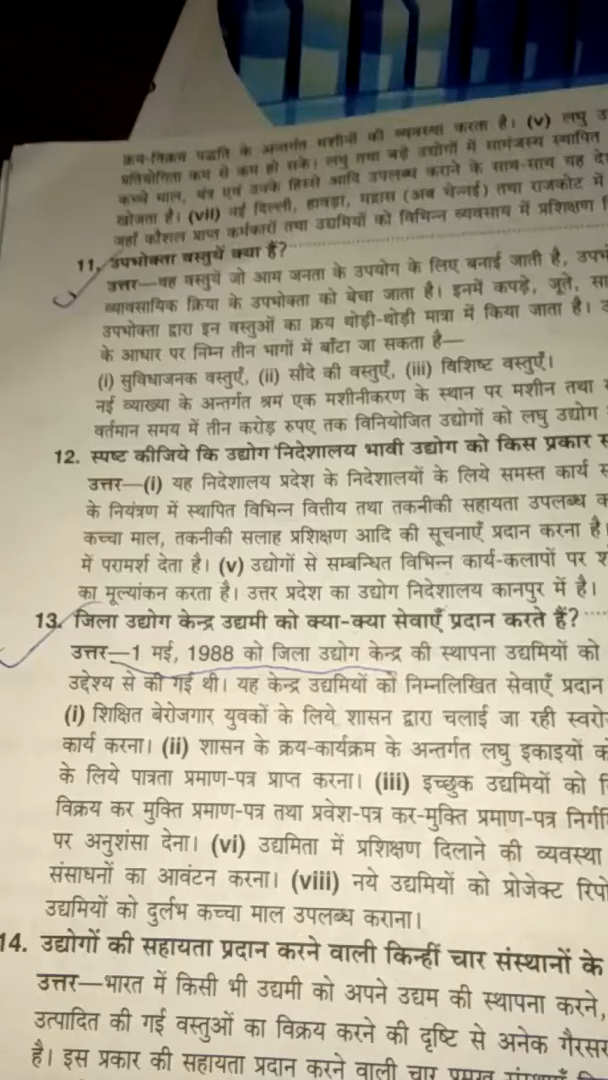 क्रय-विक्रय पद्धति के अन्तर्गत मशीनों की व्यवस्था करता है। (v) लघु उ
प्रतियोगिता कम से कम हो सके। लघु तथा बड़े उद्योगों में सामंजस्य स्थापित
कच्चे माल, यंत्र एवं उनके हिस्से आदि उपलब्ध कराने के साथ-साथ यह दे
खोजता है। (vii) नई दिल्ली, हावड़ा, मद्रास (अब चेन्नई) तथा राजकोट में
जहाँ कौशल प्राप्त कर्मकारों तथा उद्यमियों को विभिन्न व्यवसाय में प्रशिक्षण
11. उपभोक्ता वस्तुयें क्या हैं?
उत्तर—वह वस्तुयें जो आम जनता के उपयोग के लिए बनाई जाती है, उपभ
व्यावसायिक क्रिया के उपभोक्ता को बेचा जाता है। इनमें कपड़े, जूते, सा
उपभोक्ता द्वारा इन वस्तुओं का क्रय थोड़ी-थोड़ी मात्रा में किया जाता है।
के आधार पर निम्न तीन भागों में बाँटा जा सकता है—
(i) सुविधाजनक वस्तुएँ, (ii) सौदे की वस्तुएँ, (iii) विशिष्ट वस्तुएँ।
नई व्याख्या के अन्तर्गत श्रम एक मशीनीकरण के स्थान पर मशीन तथा
वर्तमान समय में तीन करोड़ रुपए तक विनियोजित उद्योगों को लघु उद्योग
12. स्पष्ट कीजिये कि उद्योग निदेशालय भावी उद्योग को किस प्रकार स
उत्तर—(i) यह निदेशालय प्रदेश के निदेशालयों के लिये समस्त कार्य स
के नियंत्रण में स्थापित विभिन्न वित्तीय तथा तकनीकी सहायता उपलब्ध क
कच्चा माल, तकनीकी सलाह प्रशिक्षण आदि की सूचनाएँ प्रदान करना है।
में परामर्श देता है। (v) उद्योगों से सम्बन्धित विभिन्न कार्य-कलापों पर
का मूल्यांकन करता है। उत्तर प्रदेश का उद्योग निदेशालय कानपुर में है।
13. जिला उद्योग केन्द्र उद्यमी को क्या-क्या सेवाएँ प्रदान करते हैं?
उत्तर—1 मई, 1988 को जिला उद्योग केन्द्र की स्थापना उद्यमियों को
उद्देश्य से की गई थी। यह केन्द्र उद्यमियों को निम्नलिखित सेवाएँ प्रदान
(i) शिक्षित बेरोजगार युवकों के लिये शासन द्वारा चलाई जा रही स्वरो
कार्य करना। (ii) शासन के क्रय-कार्यक्रम के अन्तर्गत लघु इकाइयों क
के लिये पात्रता प्रमाण-पत्र प्राप्त करना। (iii) इच्छुक उद्यमियों को
विक्रय कर मुक्ति प्रमाण-पत्र तथा प्रवेश-पत्र कर-मुक्ति प्रमाण-पत्र निर्ग
पर अनुशंसा देना। (vi) उद्यमिता में प्रशिक्षण दिलाने की व्यवस्था
संसाधनों का आवंटन करना। (viii) नये उद्यमियों को प्रोजेक्ट रिपो
उद्यमियों को दुर्लभ कच्चा माल उपलब्ध कराना।
14. उद्योगों की सहायता प्रदान करने वाली किन्हीं चार संस्थानों के
उत्तर—भारत में किसी भी उद्यमी को अपने उद्यम की स्थापना करने,
उत्पादित की गई वस्तुओं का विक्रय करने की दृष्टि से अनेक गैरसर
है। इस प्रकार की सहायता प्रदान करने वाली चार प्रमुख